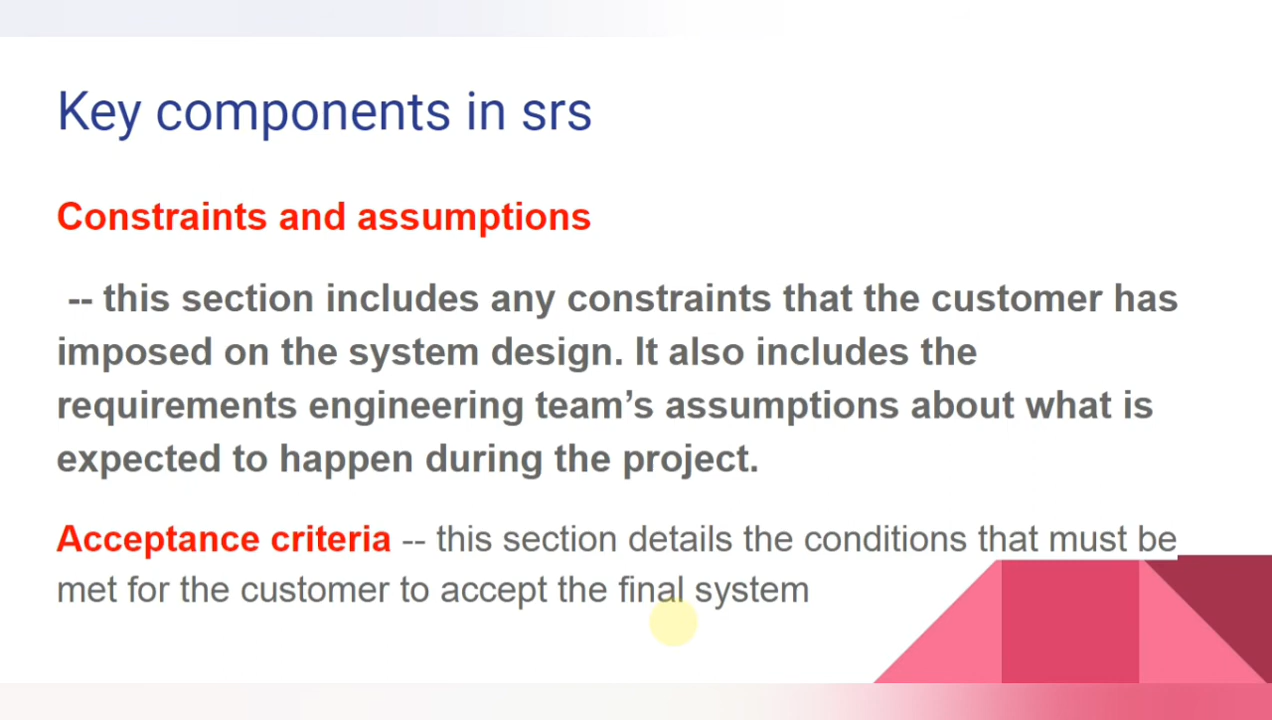 Key components in srs
Constraints and assumptions
-- this section includes any constraints that the customer has
imposed on the system design. It also includes the
requirements engineering team’s assumptions about what is
expected to happen during the project.
Acceptance criteria -- this section details the conditions that must be
met for the customer to accept the final system